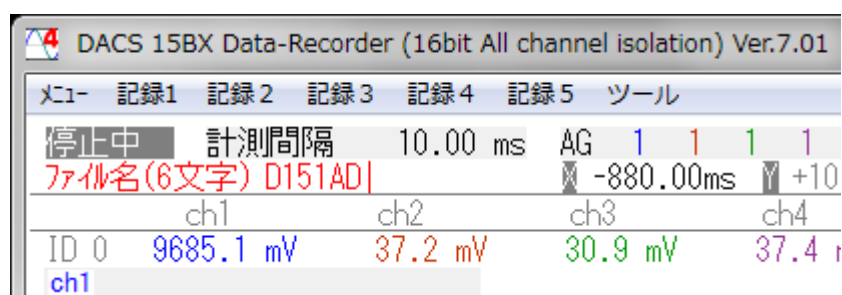 DACS 15BX Data-Recorder (16bit All channel isolation) Ver.7.01
ﾒﾆｭｰ 記録1 記録2 記録3 記録4 記録5 ツール
停止中 計測間隔 10.00 ms AG 1 1 1 1
ﾌｧｲﾙ名(6文字) D151AD X -880.00ms Y +10
ch1 ch2 ch3 ch4
ID 0 9685.1 mV 37.2 mV 30.9 mV 37.4
ch1